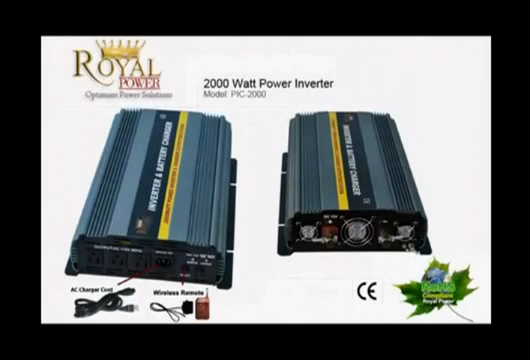 ROYAL
POWER
Optimum Power Solutions
2000 Watt Power Inverter
Model: PIC-2000
INVERTER & BATTERY CHARGER
INVERTER & BATTERY CHARGER
AC Charger Cord
Wireless Remote
CE
RoHS
Compliant
Royal Power